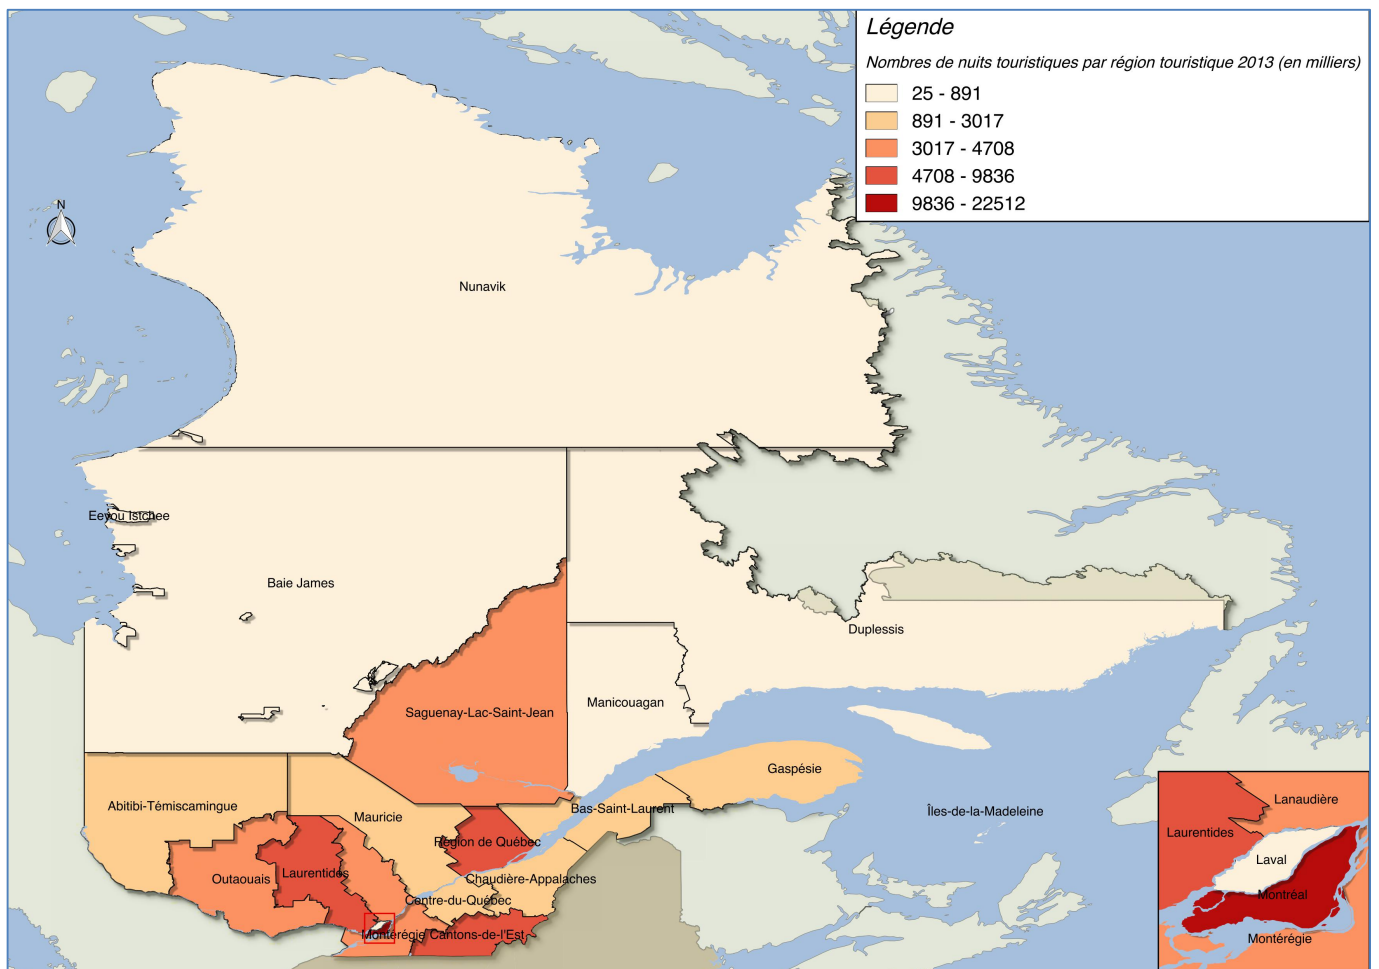 Légende
Nombres de nuits touristiques par région touristique 2013 (en milliers)
25 - 891
891 - 3017
3017 - 4708
4708 - 9836
9836 - 22512
N
Nunavik
Eeyou Istchee
Baie James
Duplessis
Manicouagan
Saguenay-Lac-Saint-Jean
Gaspésie
Abitibi-Témiscamingue
Bas-Saint-Laurent
Îles-de-la-Madeleine
Mauricie
Région de Québec
Outaouais
Laurentides
Chaudière-Appalaches
Centre-du-Québec
Montérégie
Cantons-de-l'Est
Lanaudière
Laurentides
Laval
Montréal
Montérégie